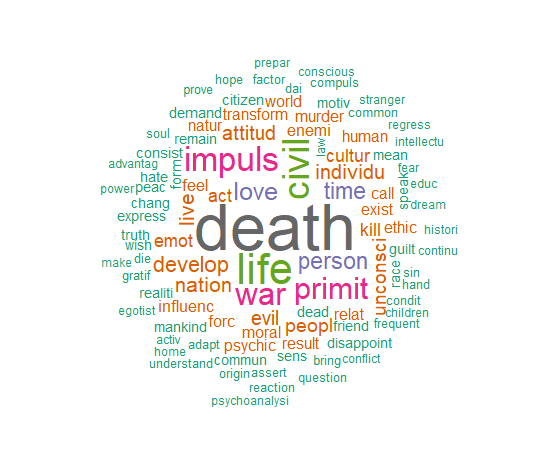 prepar
conscious
hope factor compuls
prove dai
citizen world motiv stranger
demand transform murder common
natur regress
soul remain attitud enemi human intellectu
law
consist impuls civil cultur mean
advantag form individu fear
hate feel
power peac act love time call speak educ
chang live exist dream
express death kill ethic histori
truth
wish emot unconsci guilt continu
make die develop life person race sin
gratif hand
realiti nation war primit condit
egotist influenc children
mankind forc evil dead relat frequent
activ moral peopl friend
home adapt psychic result disappoint
understand commun sens bring conflict
origin assert
reaction question
psychoanalysi